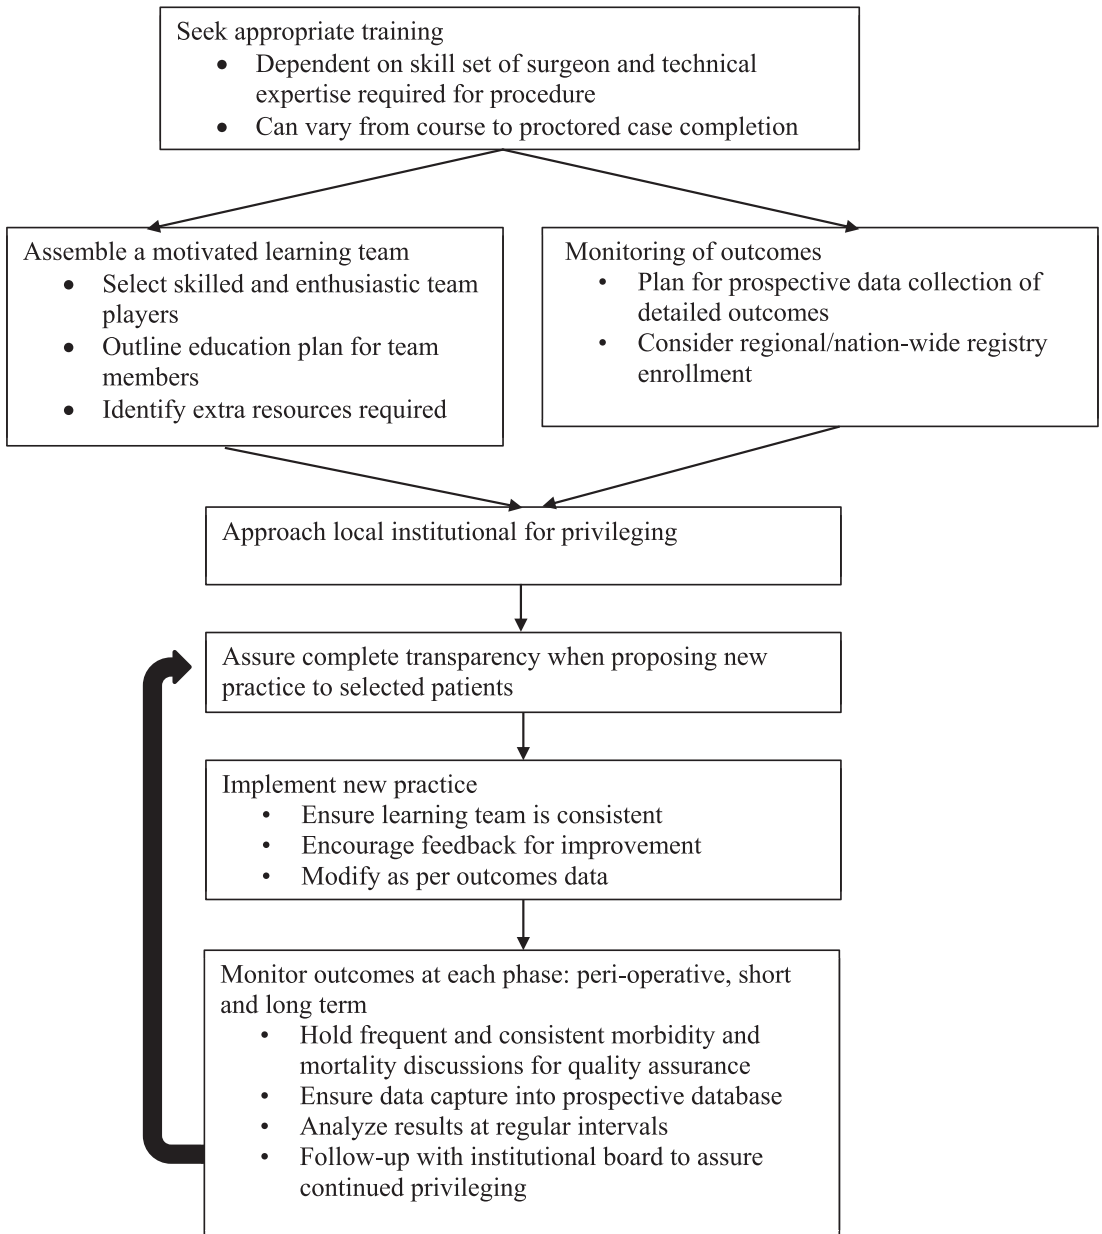 Seek appropriate training
• Dependent on skill set of surgeon and technical
expertise required for procedure
• Can vary from course to proctored case completion
Assemble a motivated learning team
• Select skilled and enthusiastic team
players
• Outline education plan for team
members
• Identify extra resources required
Monitoring of outcomes
• Plan for prospective data collection of
detailed outcomes
• Consider regional/nation-wide registry
enrollment
Approach local institutional for privileging
Assure complete transparency when proposing new
practice to selected patients
Implement new practice
• Ensure learning team is consistent
• Encourage feedback for improvement
• Modify as per outcomes data
Monitor outcomes at each phase: peri-operative, short
and long term
• Hold frequent and consistent morbidity and
mortality discussions for quality assurance
• Ensure data capture into prospective database
• Analyze results at regular intervals
• Follow-up with institutional board to assure
continued privileging